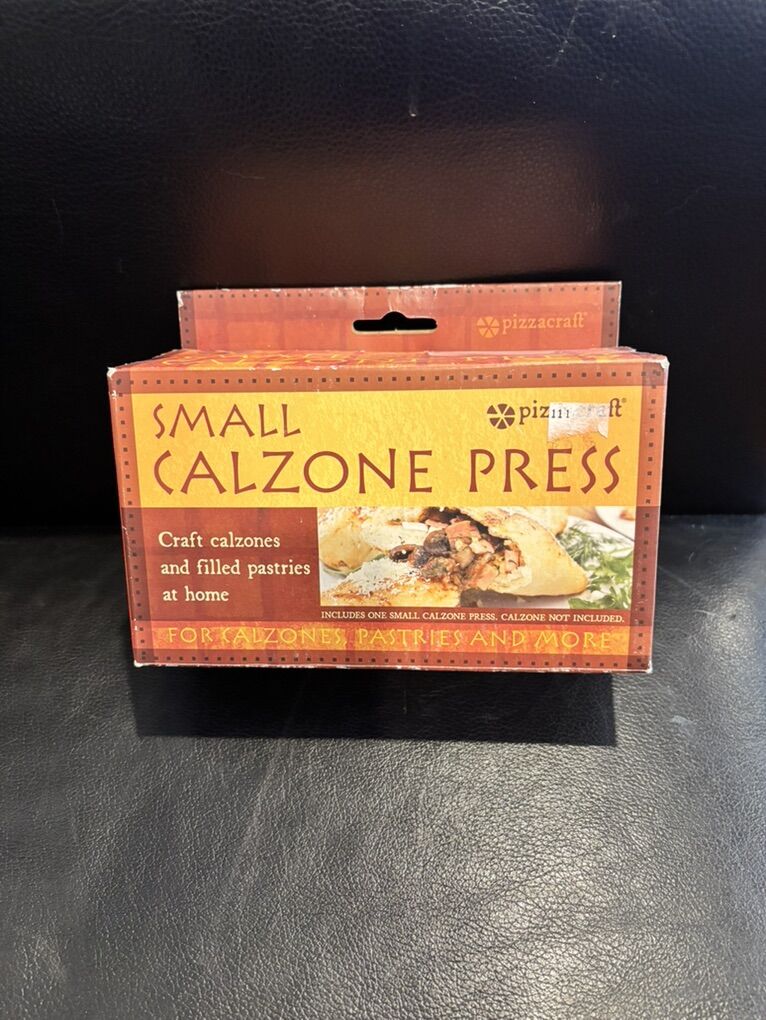 pizzacraft®
SMALL
CALZONE PRESS
Craft calzones
and filled pastries
at home
INCLUDES ONE SMALL CALZONE PRESS. CALZONE NOT INCLUDED.
FOR CALZONES, PASTRIES AND MORE